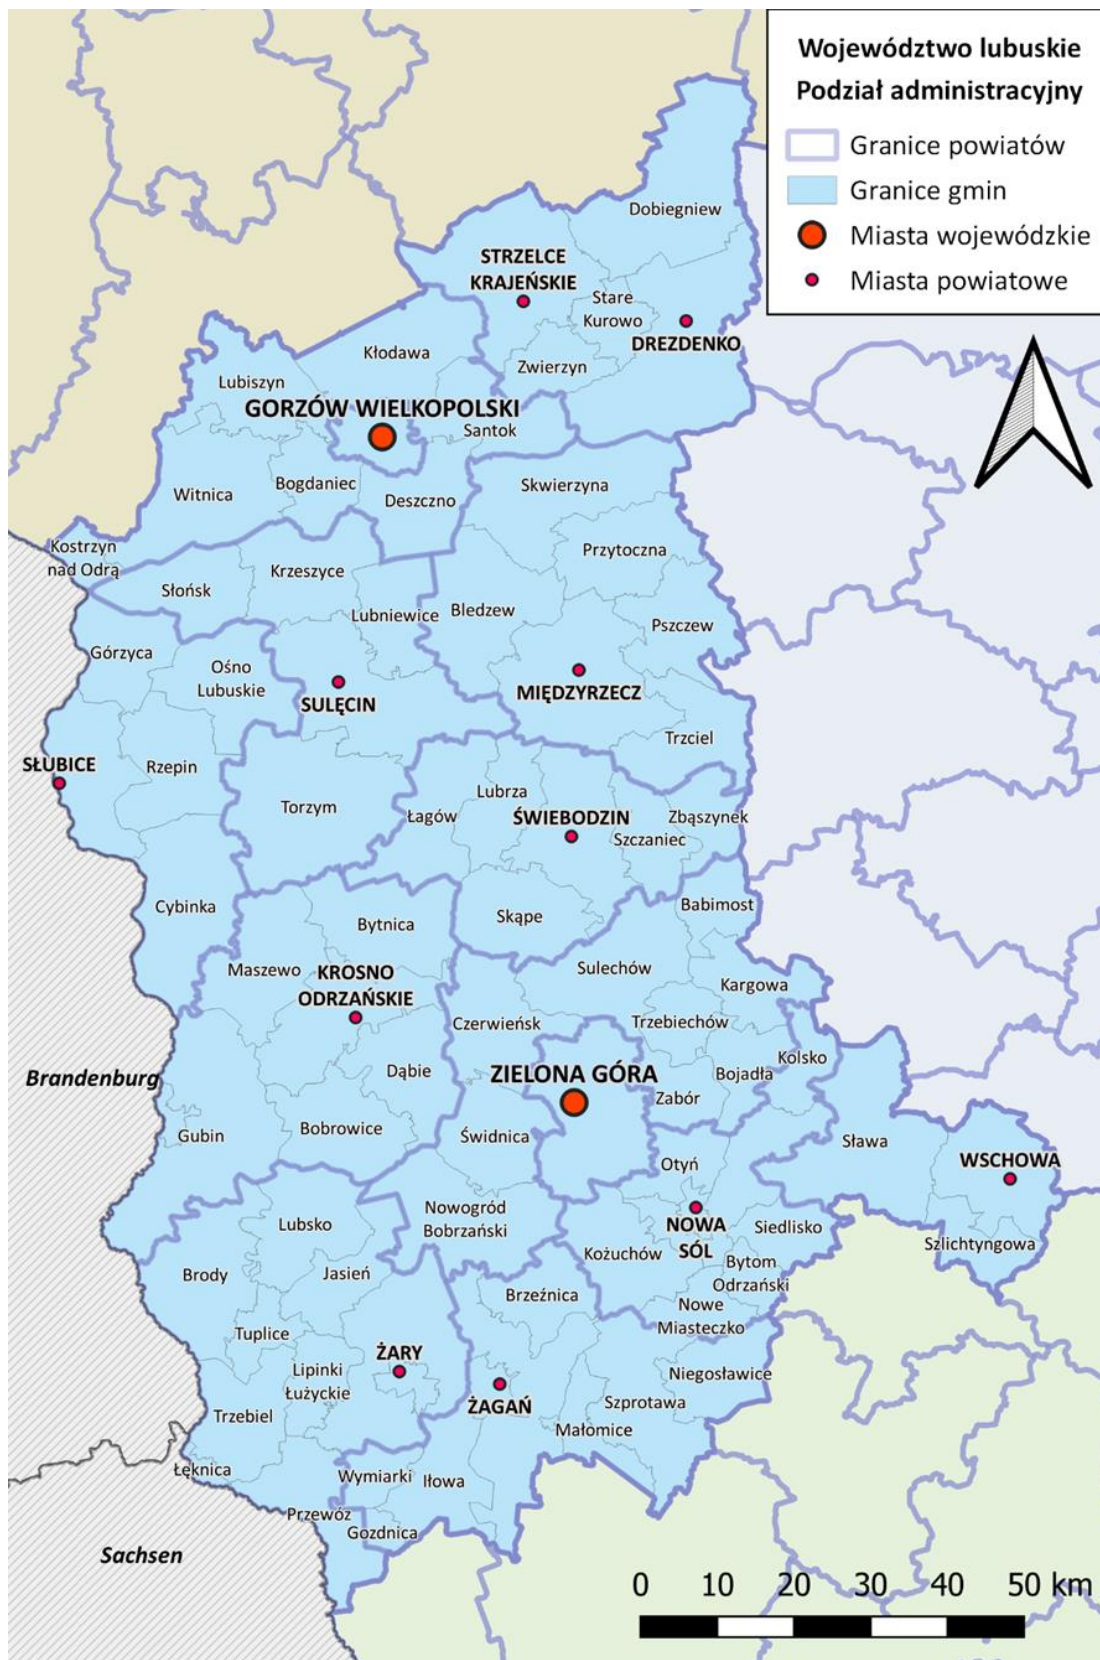 Województwo lubuskie
Podział administracyjny
Granice powiatów
Granice gmin
Miasta wojewódzkie
Miasta powiatowe
Dobiegniew
STRZELCE
KRAJEŃSKIE
Stare
Kurowo
DREZDENKO
Kłodawa
Zwierzyn
Lubiszyn
GORZÓW WIELKOPOLSKI
Santok
Witnica
Bogdaniec
Deszczno
Skwierzyna
Kostrzyn
nad Odrą
Przytoczna
Słońsk
Krzeszyce
Lubniewice
Bledzew
Pszczew
Górzyca
Ośno
Lubuskie
SULĘCIN
MIĘDZYRZECZ
Trzciel
SŁUBICE
Rzepin
Torzym
Łagów
Lubrza
ŚWIEBODZIN
Szczaniec
Zbąszynek
Cybinka
Bytnica
Skąpe
Babimost
Maszewo
KROSNO
ODRZAŃSKIE
Sulechów
Kargowa
Czerwieńsk
Trzebiechów
Kolsko
Brandenburg
Dąbie
ZIELONA GÓRA
Bojadła
Zabór
Gubin
Bobrowice
Świdnica
Sława
WSCHOWA
Otyń
Lubsko
Nowogród
Bobrzański
NOWA
SÓL
Siedlisko
Szlichtyngowa
Kożuchów
Bytom
Odrzański
Brody
Jasień
Brzeźnica
Nowe
Miasteczko
Tuplice
ŻARY
Lipinki
Łużyckie
Niegosławice
ŻAGAŃ
Szprotawa
Małomice
Trzebiel
Łęknica
Wymiarki
Iłowa
Przewóz
Gozdnica
Sachsen
0 10 20 30 40 50 km